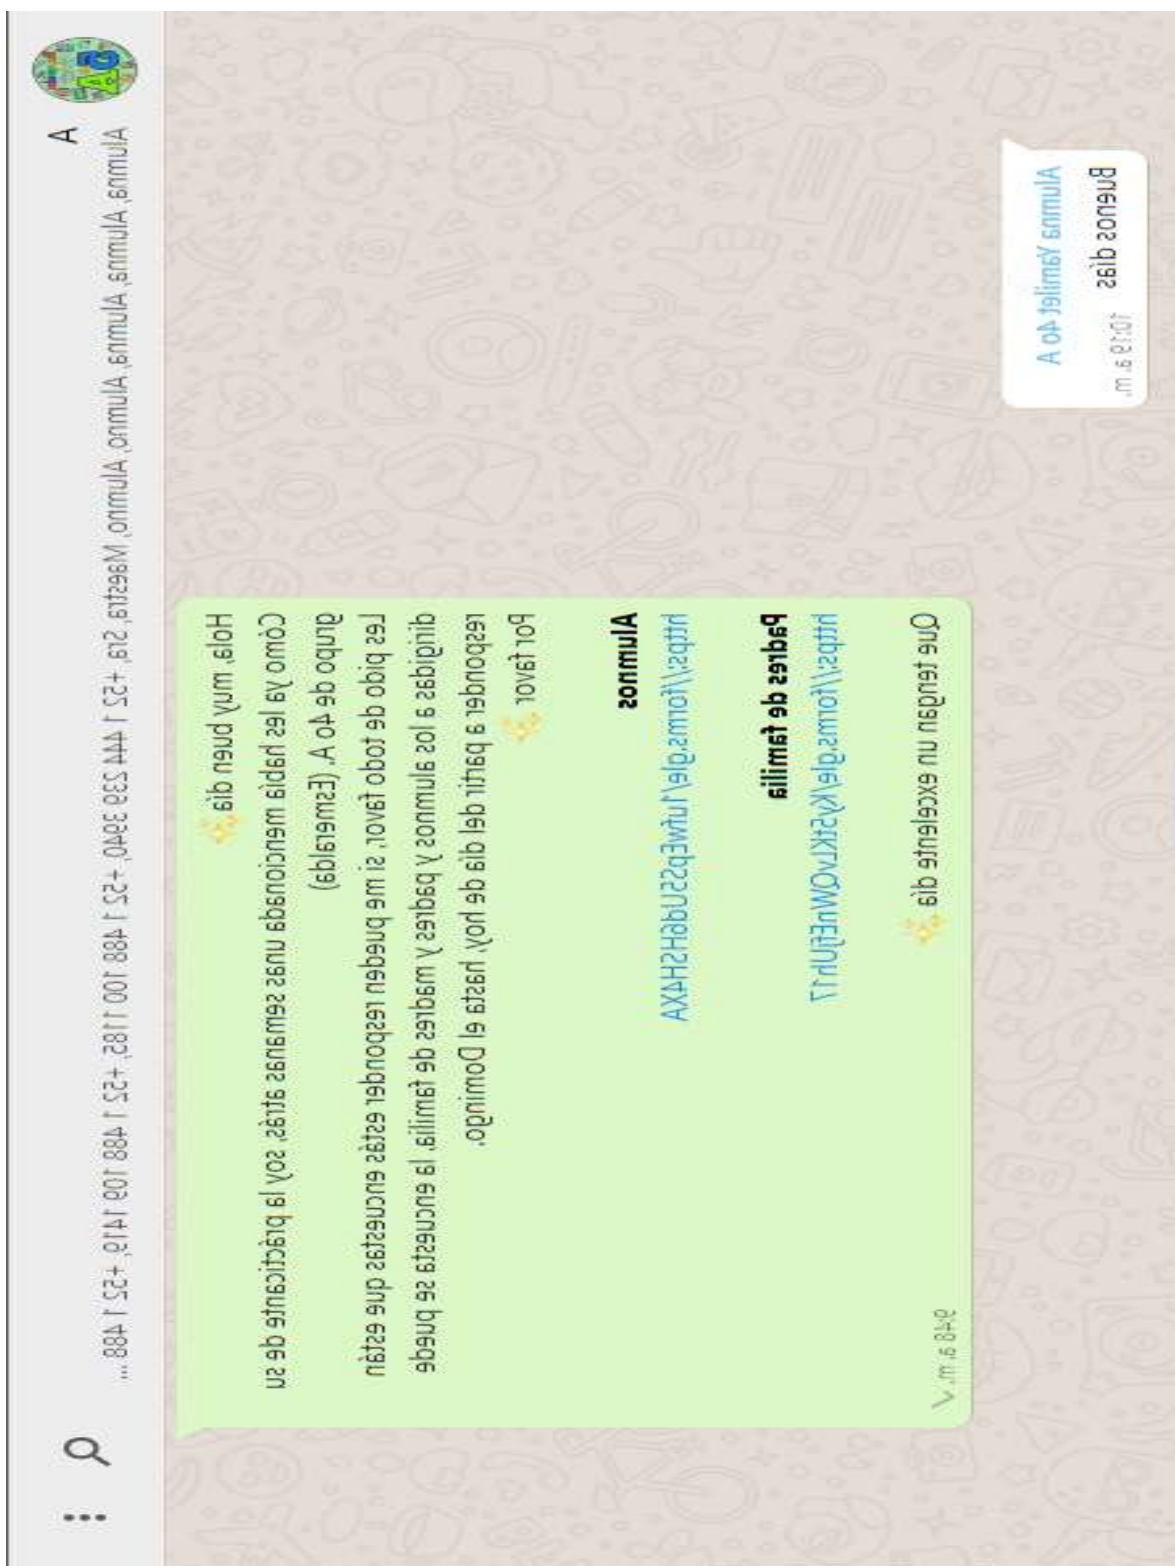 A
Alumna, Alumna, Alumna, Alumna, Alumno, Alumno, Maestra, Sra, +52 1 444 239 3940, +52 1 488 100 1185, +52 1 488 109 1419, +52 1 488 ...
Hola, muy buen día ✨
Cómo ya les había mencionada unas semanas atrás, soy la practicante de su
grupo de 4o A. (Esmeralda)
Les pido de todo favor, si me pueden responder estás encuestas que están
dirigidas a los alumnos y padres y madres de familia, la encuesta se puede
responder a partir del día de hoy, hasta el Domingo.
Por favor ✨
Alumnos
https://forms.gle/1ufwEpS5Ud6HSH4XA
Padres de familia
https://forms.gle/Ky5tKLvQWnEfjUh17
Que tengan un excelente día ✨
9:48 a. m.
Alumna Yamilet 4o A
Buenos días
10:19 a. m.